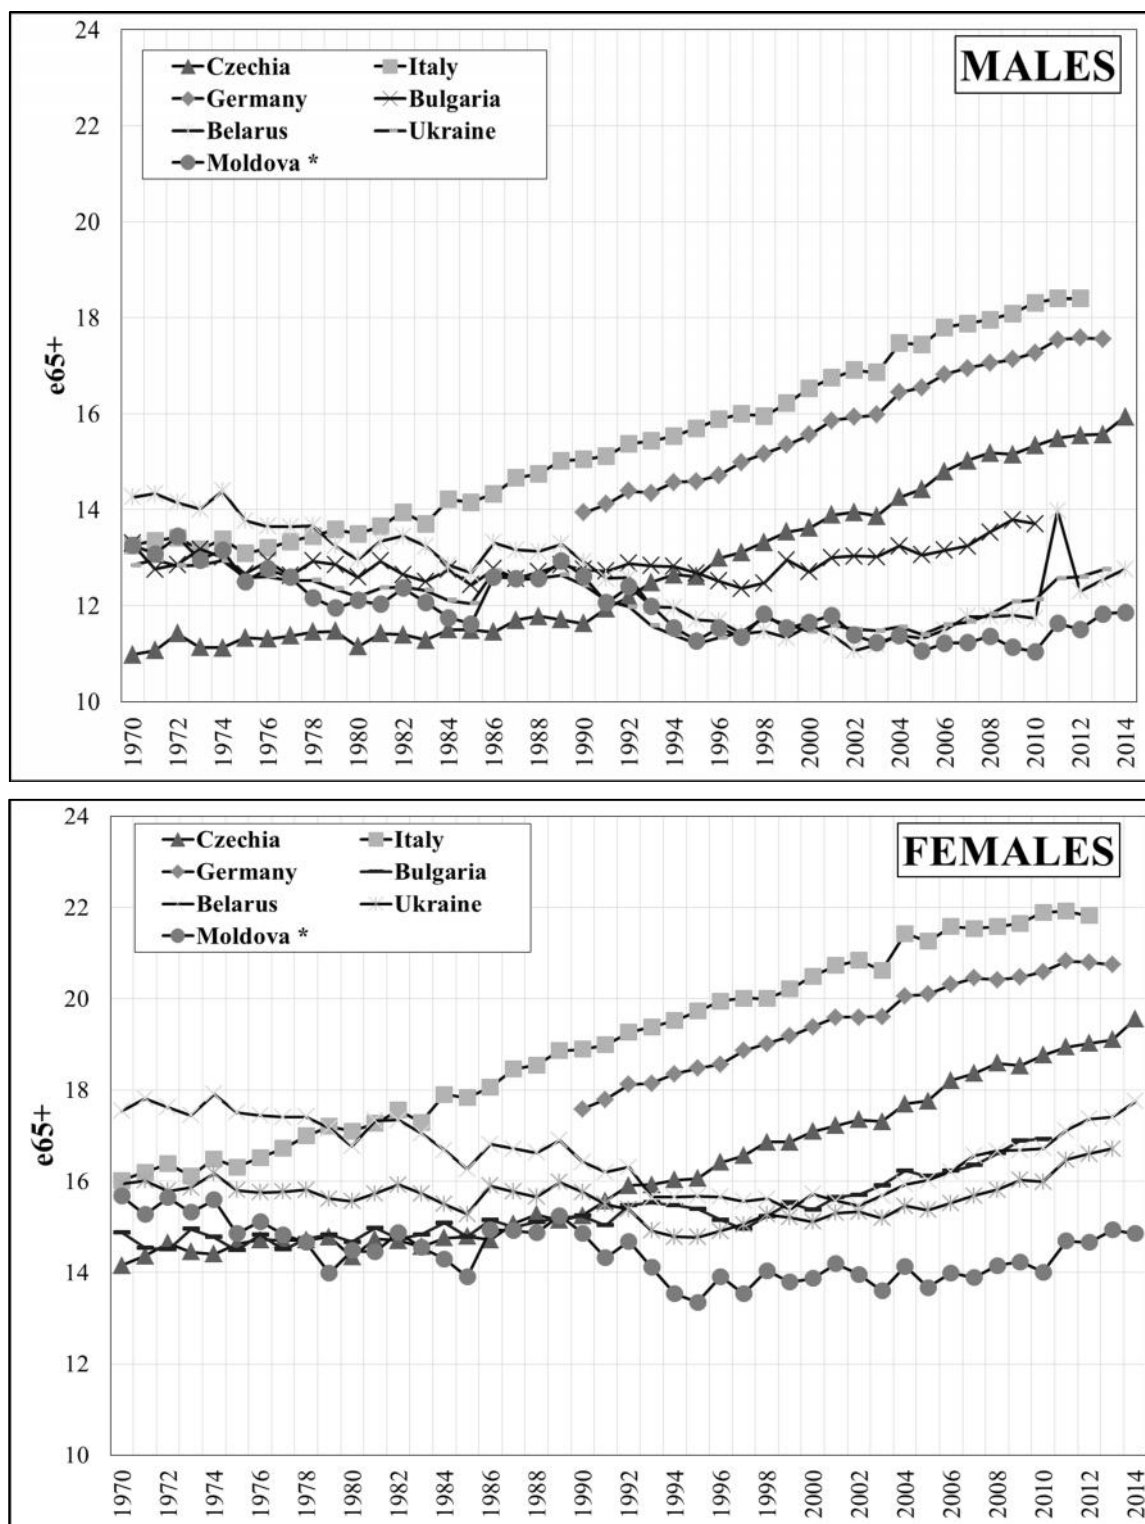 MALES
24
22
20
18
16
14
12
10
e65+
Czechia Italy
Germany Bulgaria
Belarus Ukraine
Moldova *
1970 1972 1974 1976 1978 1980 1982 1984 1986 1988 1990 1992 1994 1996 1998 2000 2002 2004 2006 2008 2010 2012 2014
FEMALES
24
22
20
18
16
14
12
10
e65+
Czechia Italy
Germany Bulgaria
Belarus Ukraine
Moldova *
1970 1972 1974 1976 1978 1980 1982 1984 1986 1988 1990 1992 1994 1996 1998 2000 2002 2004 2006 2008 2010 2012 2014